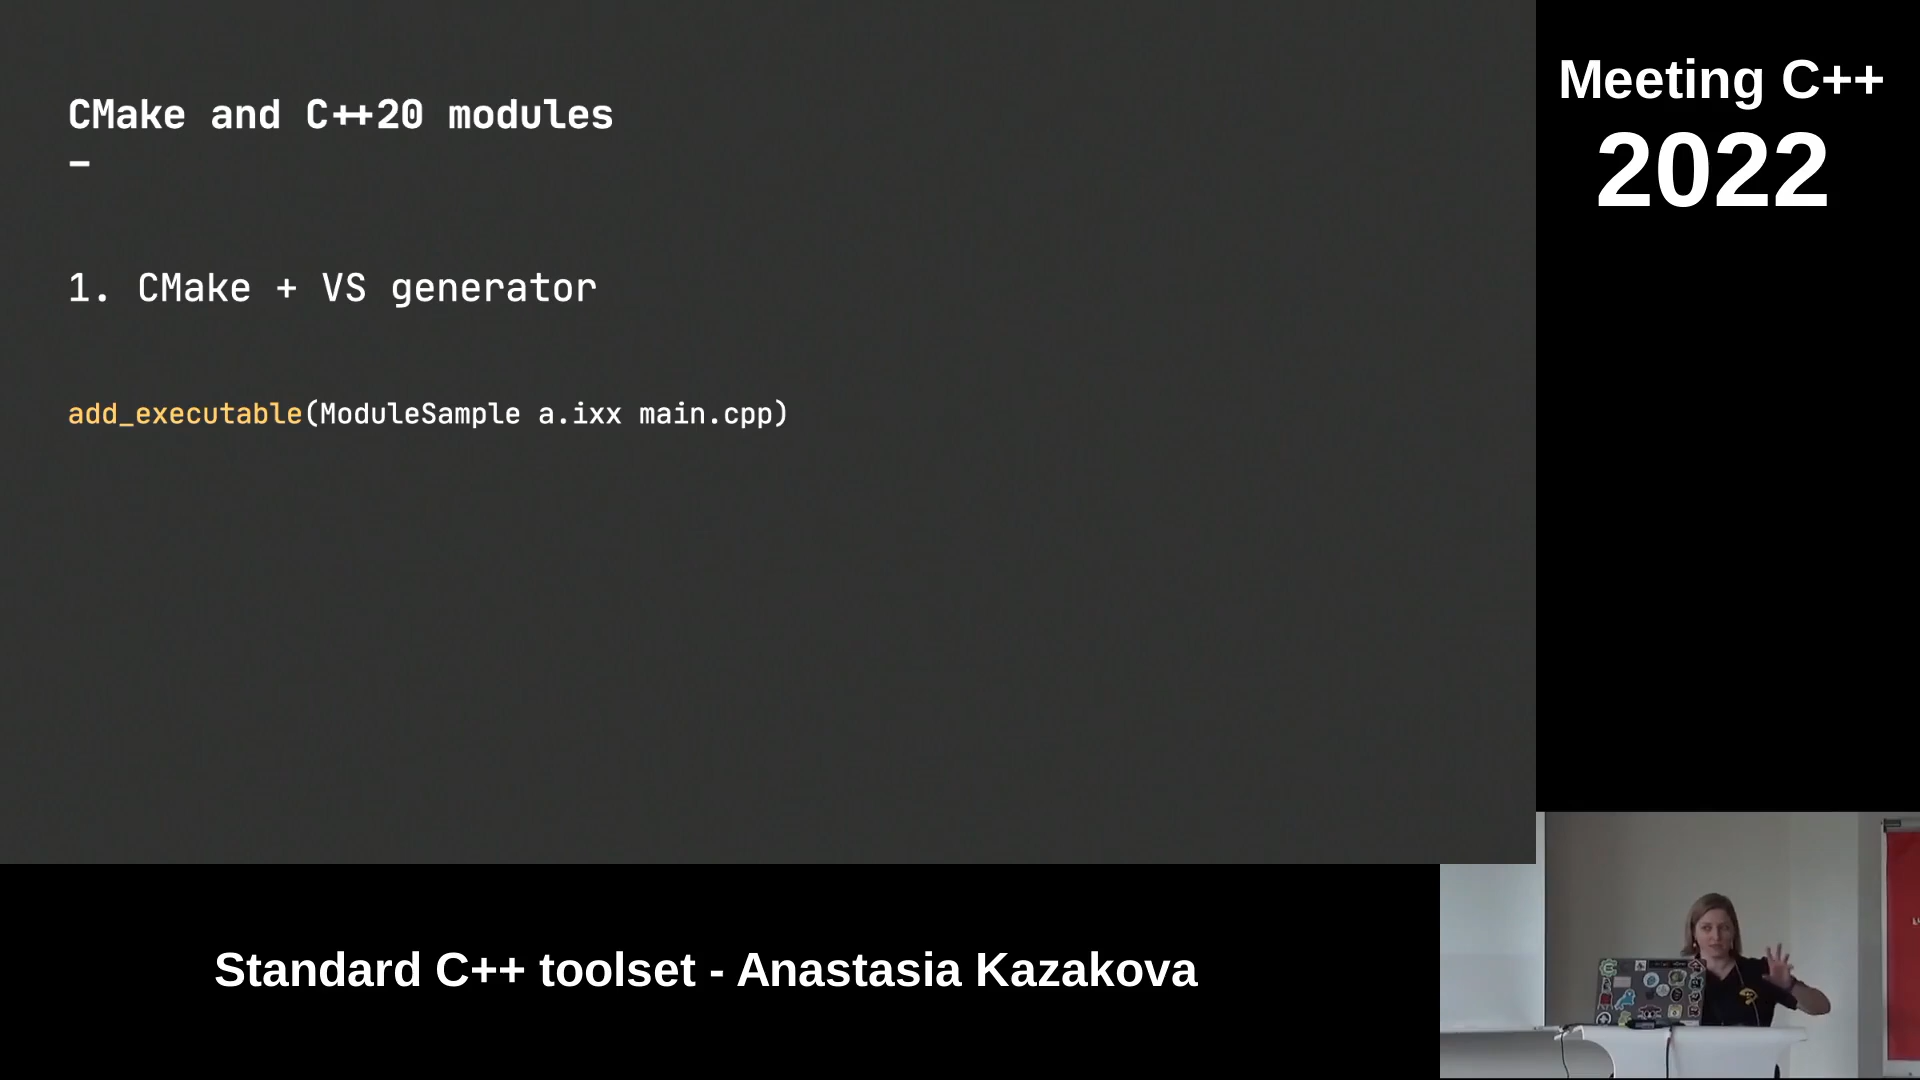 CMake and C++20 modules
–
1. CMake + VS generator
add_executable(ModuleSample a.ixx main.cpp)
Meeting C++
2022
Standard C++ toolset - Anastasia Kazakova